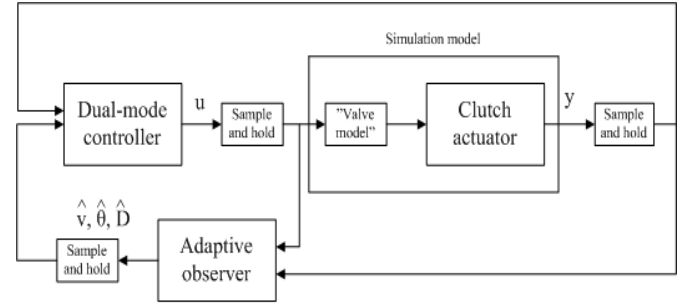 Simulation model
Dual-mode
controller
u
Sample
and hold
"Valve
model"
Clutch
actuator
y
Sample
and hold
v̂, θ̂, D̂
Sample
and hold
Adaptive
observer